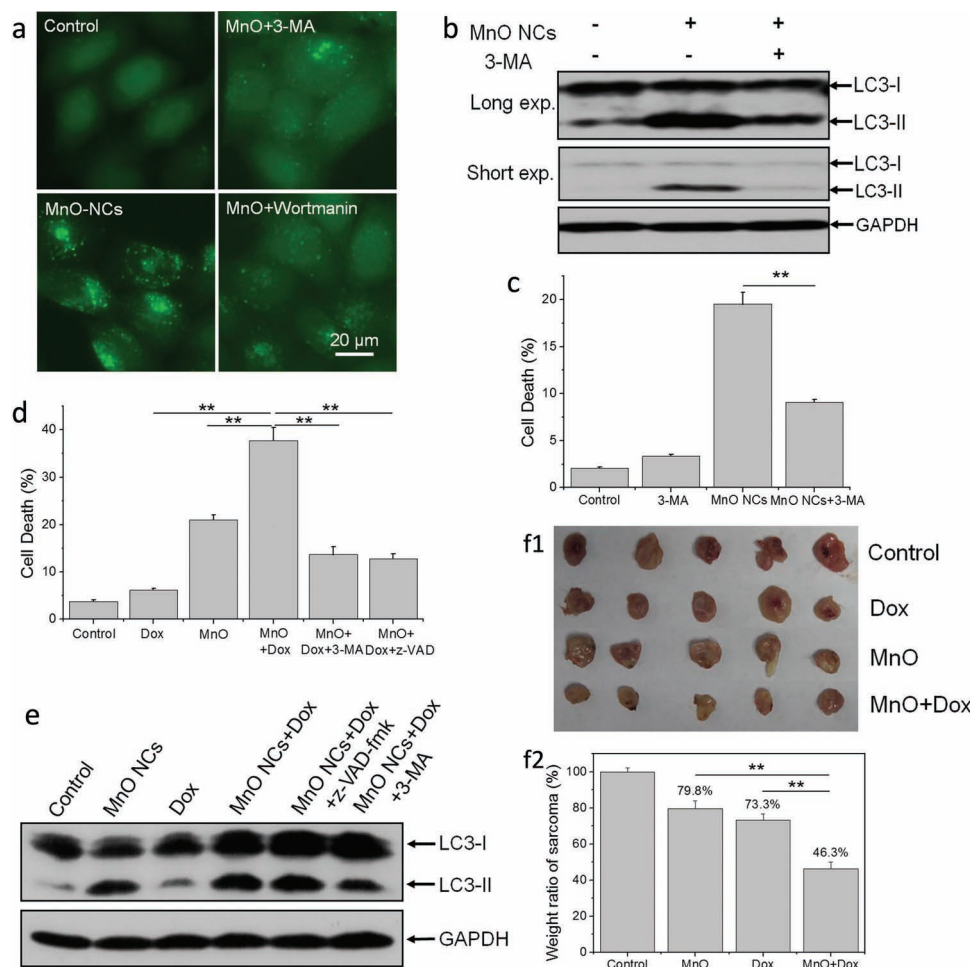 a
Control
MnO+3-MA
MnO-NCs
MnO+Wortmanin
20 µm
b
MnO NCs - + +
3-MA - - +
Long exp.
LC3-I
LC3-II
Short exp.
LC3-I
LC3-II
GAPDH
c
**
Cell Death (%)
20
15
10
5
0
Control 3-MA MnO NCs MnO NCs+3-MA
d
** **
** **
Cell Death (%)
40
30
20
10
0
Control Dox MnO MnO +Dox MnO+ Dox+3-MA MnO+ Dox+z-VAD
e
Control
MnO NCs
Dox
MnO NCs+Dox
MnO NCs+Dox
+z-VAD-fmk
MnO NCs+Dox
+3-MA
LC3-I
LC3-II
GAPDH
f1
Control
Dox
MnO
MnO+Dox
f2
Weight ratio of sarcoma (%)
100
80
60
40
20
0
**
**
79.8%
73.3%
46.3%
Control MnO Dox MnO+Dox